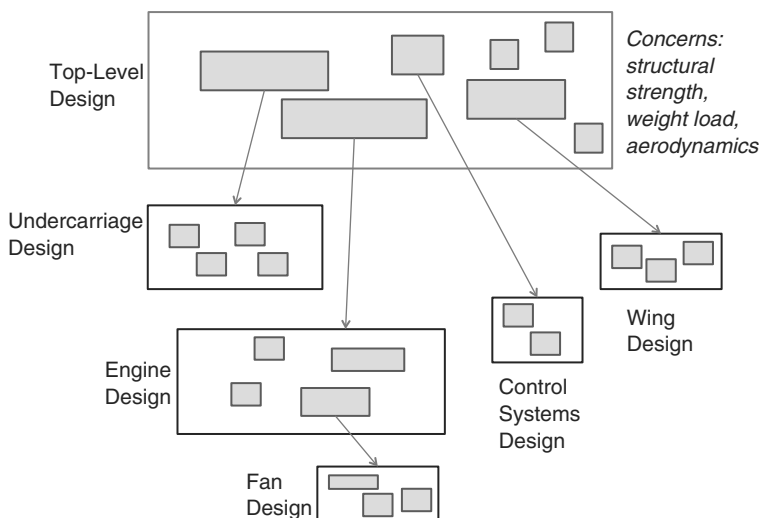 Top-Level
Design
Concerns:
structural
strength,
weight load,
aerodynamics
Undercarriage
Design
Wing
Design
Engine
Design
Control
Systems
Design
Fan
Design